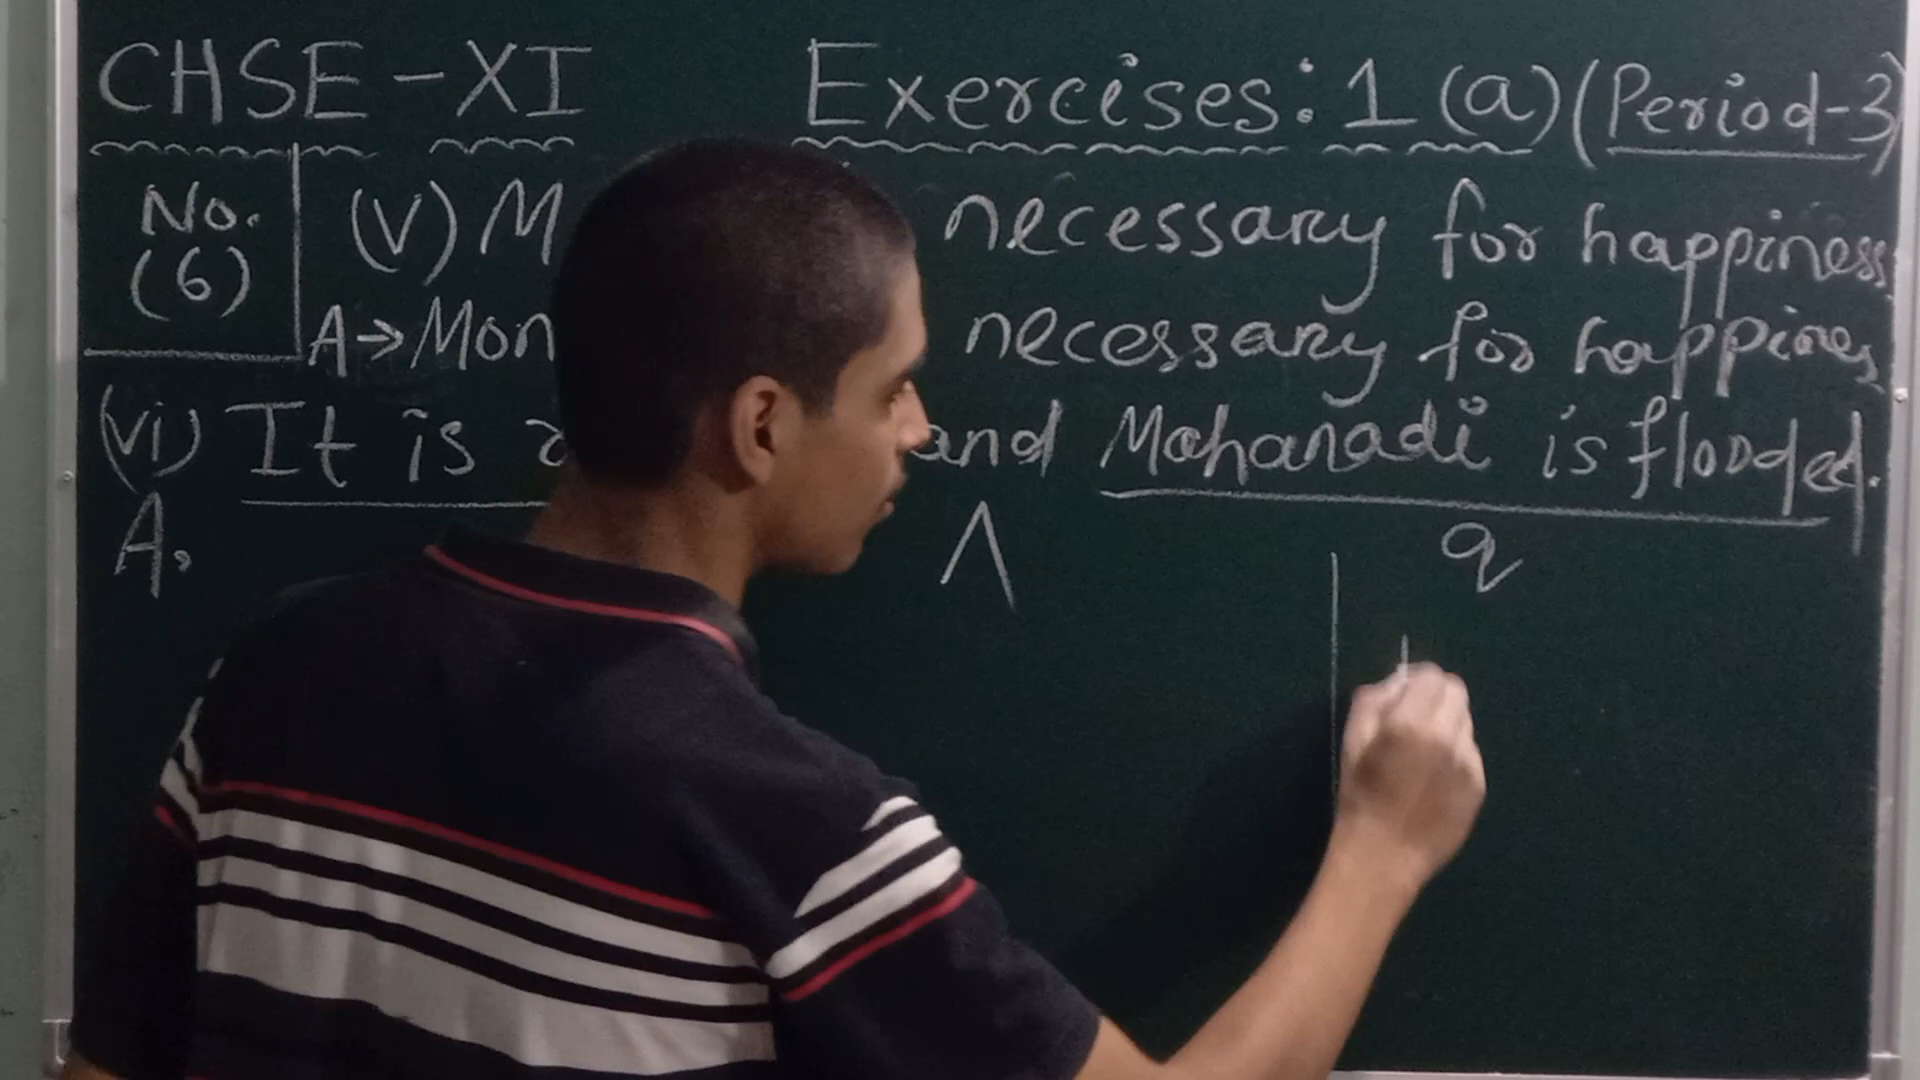 CHSE-XI Exercises: 1 (a) (Period-3)
No. (6)
(v) M necessary for happiness.
A→Mon necessary for happines
(vi) It is and Mahanadi is flooded.
A, ∧ q